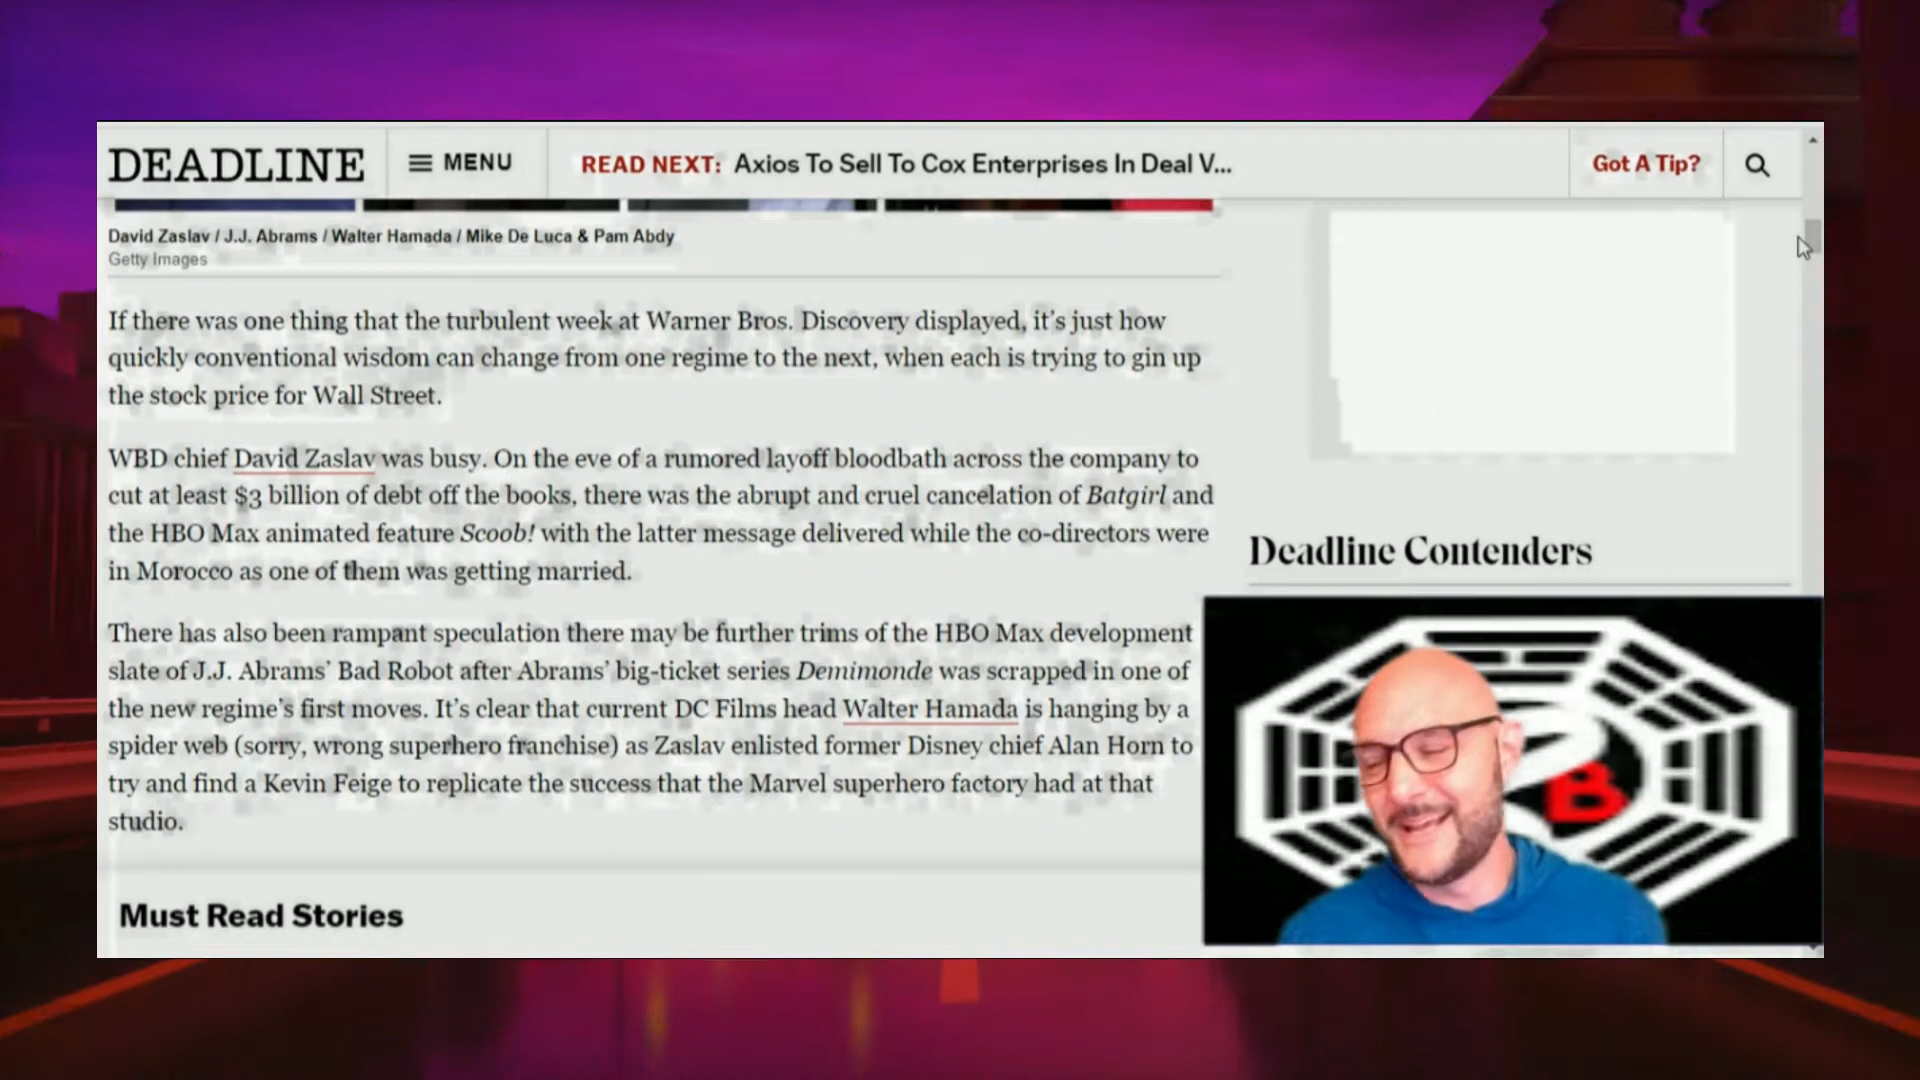 DEADLINE
MENU
READ NEXT: Axios To Sell To Cox Enterprises In Deal V...
Got A Tip?
David Zaslav / J.J. Abrams / Walter Hamada / Mike De Luca & Pam Abdy
Getty Images
If there was one thing that the turbulent week at Warner Bros. Discovery displayed, it's just how
quickly conventional wisdom can change from one regime to the next, when each is trying to gin up
the stock price for Wall Street.
WBD chief David Zaslav was busy. On the eve of a rumored layoff bloodbath across the company to
cut at least $3 billion of debt off the books, there was the abrupt and cruel cancelation of Batgirl and
the HBO Max animated feature Scoob! with the latter message delivered while the co-directors were
in Morocco as one of them was getting married.
There has also been rampant speculation there may be further trims of the HBO Max development
slate of J.J. Abrams' Bad Robot after Abrams' big-ticket series Demimonde was scrapped in one of
the new regime's first moves. It's clear that current DC Films head Walter Hamada is hanging by a
spider web (sorry, wrong superhero franchise) as Zaslav enlisted former Disney chief Alan Horn to
try and find a Kevin Feige to replicate the success that the Marvel superhero factory had at that
studio.
Must Read Stories
Deadline Contenders
B